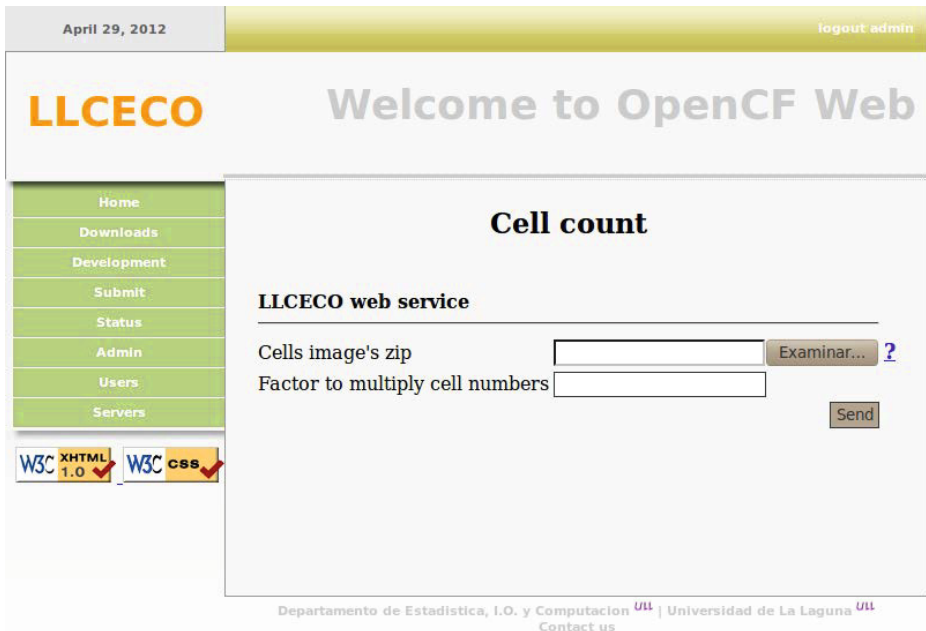 April 29, 2012
logout admin
LLCECO
Welcome to OpenCF Web
Home
Downloads
Development
Submit
Status
Admin
Users
Servers
W3C XHTML 1.0
W3C css
Cell count
LLCECO web service
Cells image's zip
Examinar... ?
Factor to multiply cell numbers
Send
Departamento de Estadistica, I.O. y Computacion ULL | Universidad de La Laguna ULL
Contact us